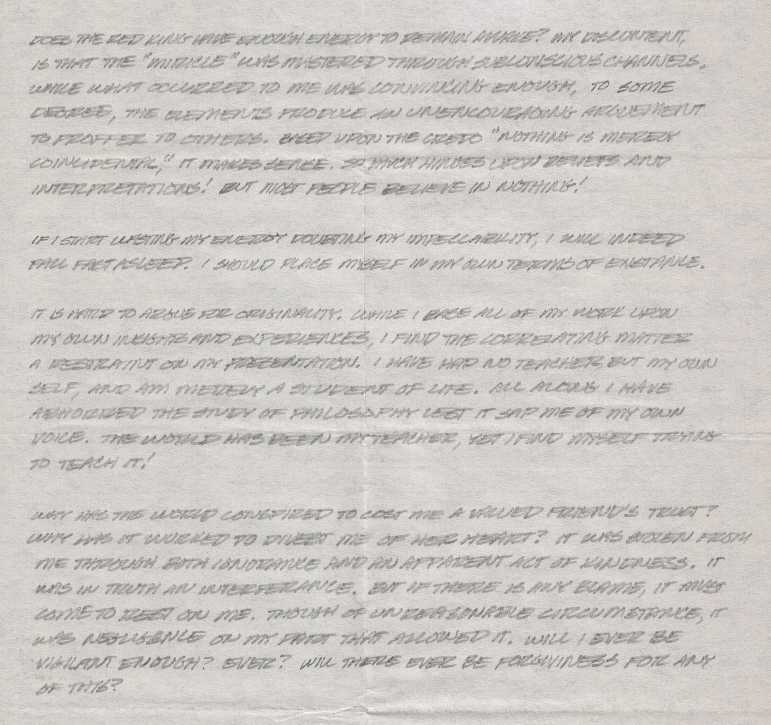 DOES THE RED KING HAVE ENOUGH ENERGY TO REMAIN AWAKE? MY DISCONTENT,
IS THAT THE "MIRICLE" WAS MASTERED THROUGH SUBCONSCIOUS CHANNELS.
WHILE WHAT OCCURRED TO ME WAS CONVINCING ENOUGH, TO SOME
DEGREE, THE ELEMENTS PRODUCE AN UNENCOURAGING ARGUEMENT
TO PROFFER TO OTHERS. BASED UPON THE CREDO "NOTHING IS MERELY
COINCIDENTAL," IT MAKES SENSE. SO MUCH HINGES UPON BELIEFS AND
INTERPRETATIONS! BUT MOST PEOPLE BELIEVE IN NOTHING!

IF I START WASTING MY ENERGY DOUBTING MY IMPECCABILITY, I WILL INDEED
FALL FAST ASLEEP. I SHOULD PLACE MYSELF IN MY OWN TERMS OF EXISTANCE.

IT IS HARD TO ARGUE FOR ORIGINALITY. WHILE I BASE ALL OF MY WORK UPON
MY OWN INSIGHTS AND EXPERIENCES, I FIND THE CORRELATING MATTER
A RESTRAINT ON MY PRESENTATION. I HAVE HAD NO TEACHER BUT MY OWN
SELF, AND AM MERELY A STUDENT OF LIFE. ALL ALONG I HAVE
ABHORRED THE STUDY OF PHILOSOPHY LEST IT SAP ME OF MY OWN
VOICE. THE WORLD HAS BEEN MY TEACHER, YET I FIND MYSELF TRYING
TO TEACH IT!

WHY HAS THE WORLD CONSPIRED TO COST ME A VALUED FRIEND'S TRUST?
WHY HAS IT WORKED TO DIVEST ME OF HER HEART? IT WAS STOLEN FROM
ME THROUGH BOTH IGNORANCE AND AN APPARENT ACT OF KINDNESS. IT
WAS IN TRUTH AN INTERFERANCE. BUT IF THERE IS ANY BLAME, IT MUST
COME TO REST ON ME. THOUGH OF UNREASONABLE CIRCUMSTANCE, IT
WAS NEGLIGENCE ON MY PART THAT ALLOWED IT. WILL I EVER BE
VIGILANT ENOUGH? EVER? WILL THERE EVER BE FORGIVINESS FOR ANY
OF THIS?